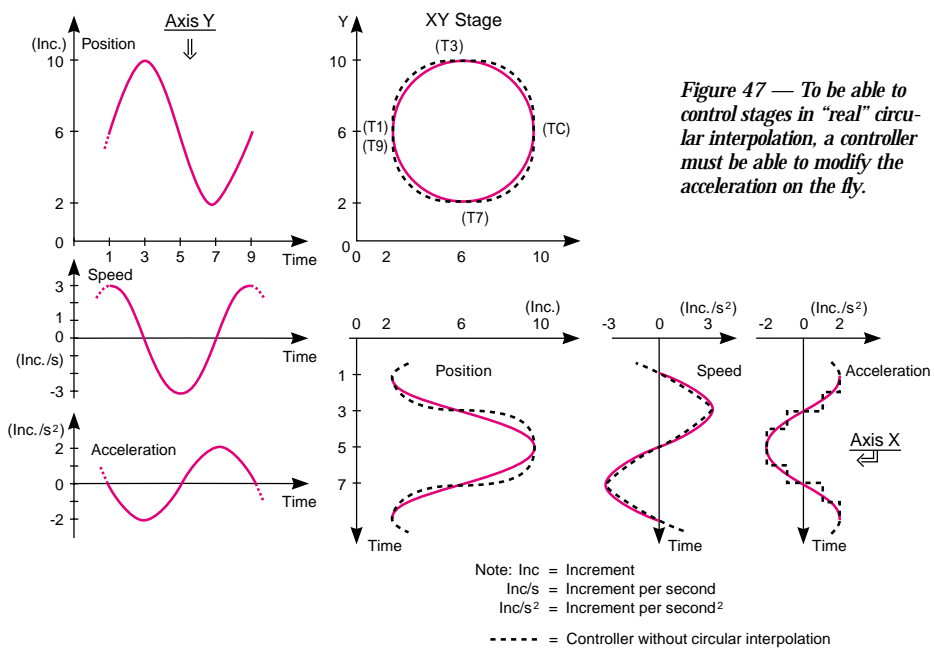 Axis Y
(Inc.)
Position
10
6
2
0
1 3 5 7 9
Time
Y
XY Stage
(T3)
10
6
(T1)
(T9)
(TC)
2
(T7)
0
0 2 6 10
Figure 47 — To be able to
control stages in “real” circu-
lar interpolation, a controller
must be able to modify the
acceleration on the fly.
Speed
3
0
(Inc./s)
-3
Time
(Inc./s²)
Acceleration
2
0
-2
Time
(Inc.)
0 2 6 10
Position
1
3
5
7
Time
(Inc./s²)
-3 0 3
Speed
Time
(Inc./s²)
-2 0 2
Acceleration
Axis X
Time
Note: Inc = Increment
Inc/s = Increment per second
Inc/s² = Increment per second²
= Controller without circular interpolation